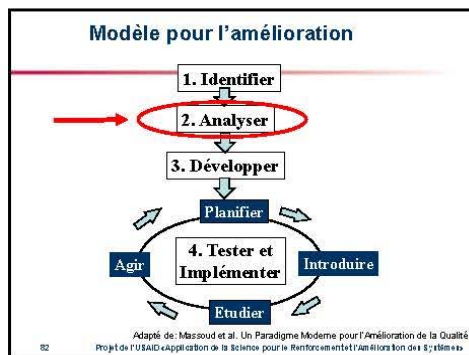 Modèle pour l'amélioration
1. Identifier
2. Analyser
3. Développer
Planifier
4. Tester et
Implémenter
Agir
Introduire
Etudier
Adapté de: Massoud et al. Un Paradigme Moderne pour l'Amélioration de la Qualité
82
Projet de l'USAID «Application de la Science pour le Renforcement et l'Amélioration des Systèmes»